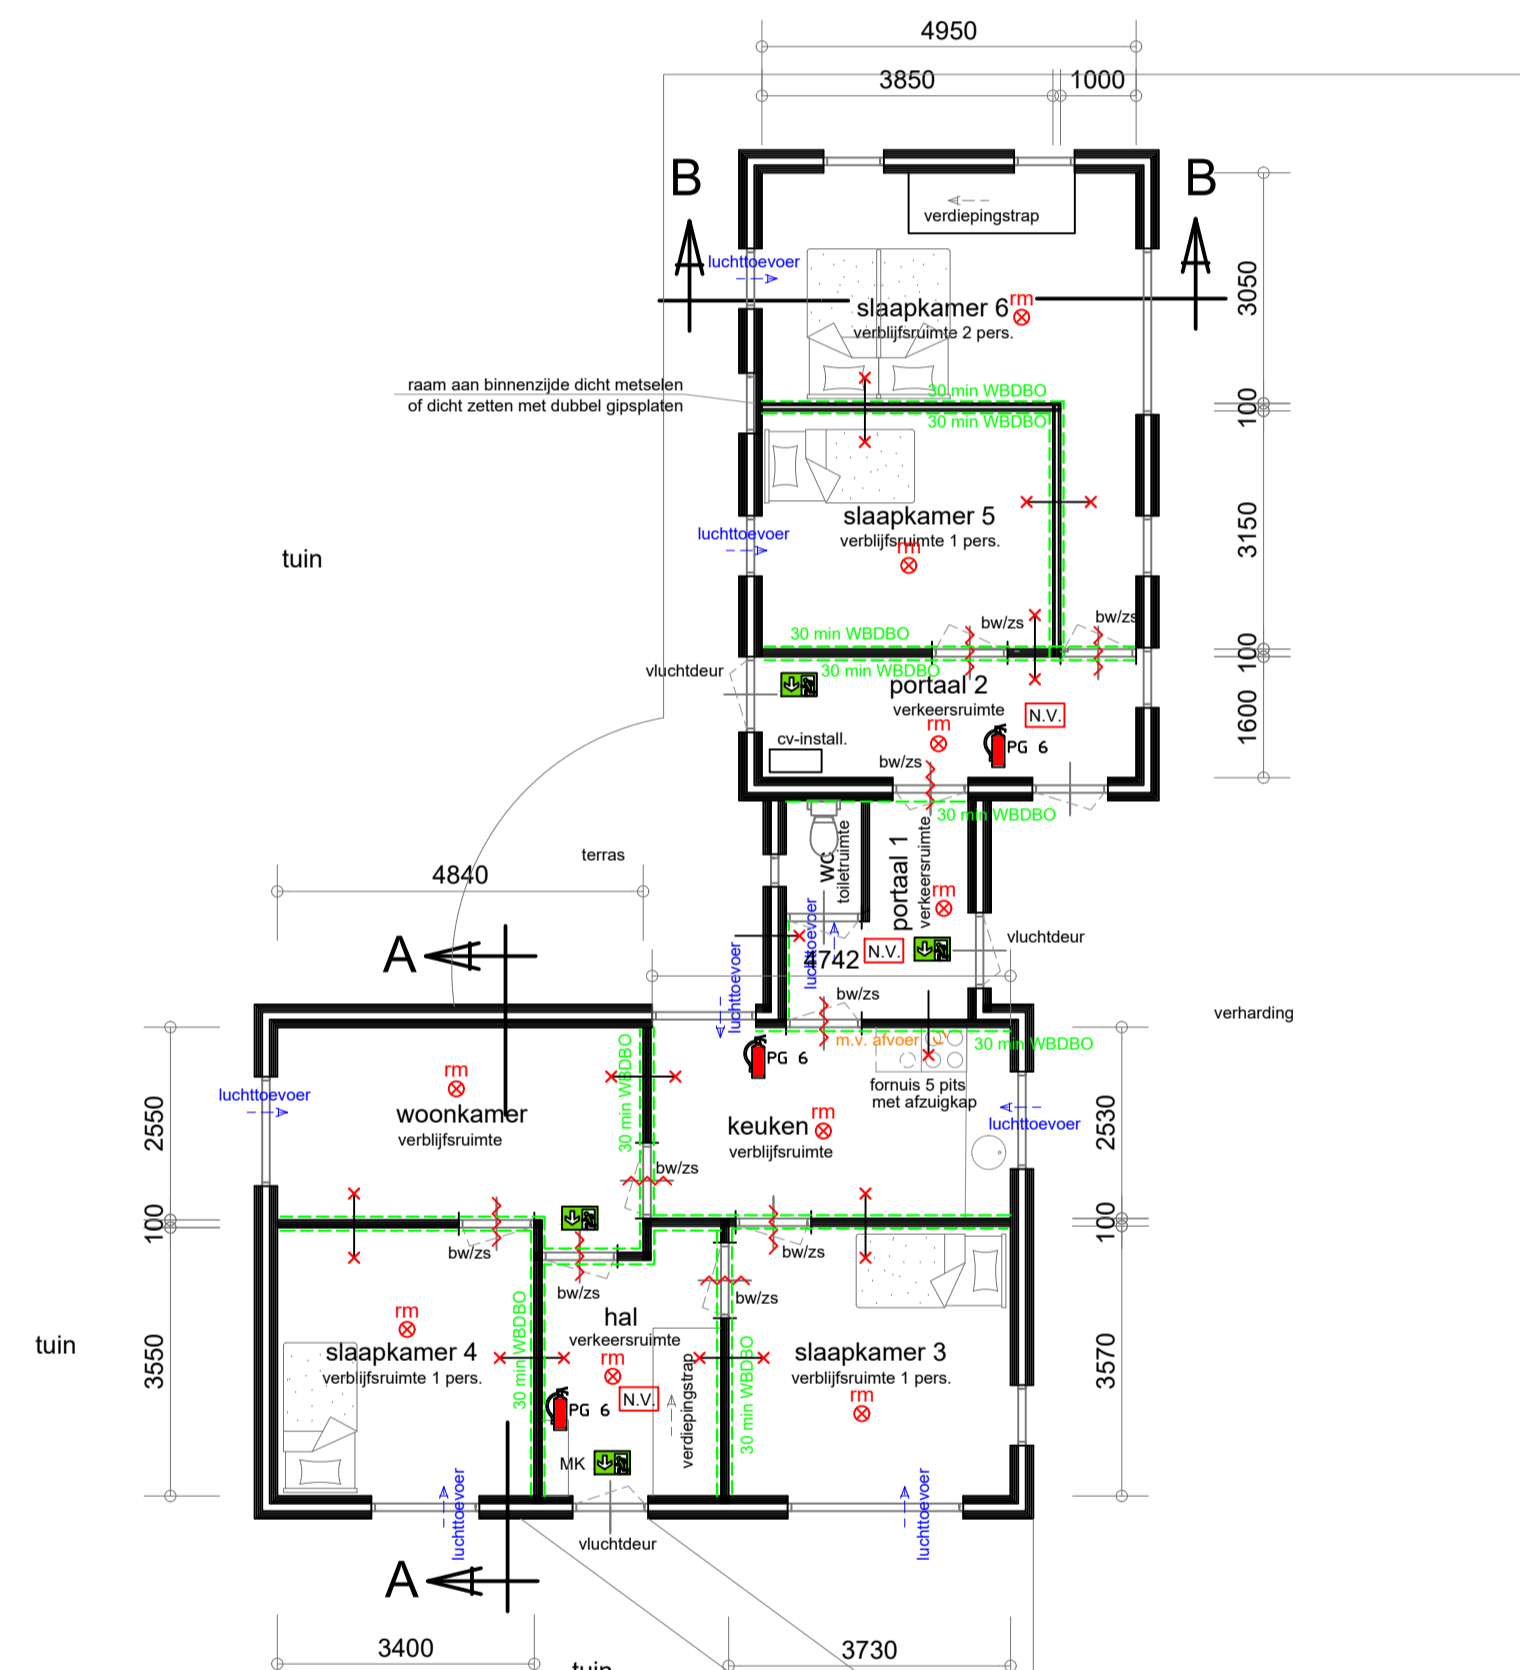 4950
3850
1000
B
B
verdiepingstrap
luchttoevoer
3050
slaapkamer 6
rm
verblijfsruimte 2 pers.
raam aan binnenzijde dicht metselen
of dicht zetten met dubbel gipsplaten
30 min WBDBO
100
30 min WBDBO
slaapkamer 5
verblijfsruimte 1 pers.
rm
luchttoevoer
3150
tuin
bw/zs
bw/zs
30 min WBDBO
100
30 min WBDBO
vluchtdeur
portaal 2
verkeersruimte
N.V.
1600
rm
cv-install.
PG 6
bw/zs
30 min WBDBO
wc
toiletruimte
portaal 1
verkeersruimte
rm
terras
4840
luchttoevoer
luchttoevoer
N.V.
vluchtdeur
4742
A
bw/zs
verharding
m.v. afvoer
30 min WBDBO
PG 6
30 min WBDBO
rm
fornuis 5 pits
met afzuigkap
luchttoevoer
2550
woonkamer
verblijfsruimte
keuken
rm
verblijfsruimte
luchttoevoer
2530
bw/zs
100
100
bw/zs
bw/zs
bw/zs
bw/zs
hal
verkeersruimte
rm
30 min WBDBO
rm
slaapkamer 4
verblijfsruimte 1 pers.
slaapkamer 3
verblijfsruimte 1 pers.
rm
tuin
3550
3570
N.V.
PG 6
verdiepingstrap
30 min WBDBO
MK
luchttoevoer
luchttoevoer
vluchtdeur
A
3400
3730
tuin